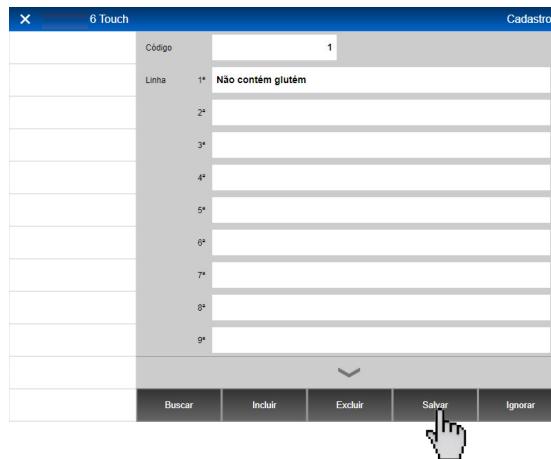 ✕ 6 Touch Cadastro
Código 1
Linha 1ª Não contém glutém
2ª
3ª
4ª
5ª
6ª
7ª
8ª
9ª
Buscar Incluir Excluir Salvar Ignorar